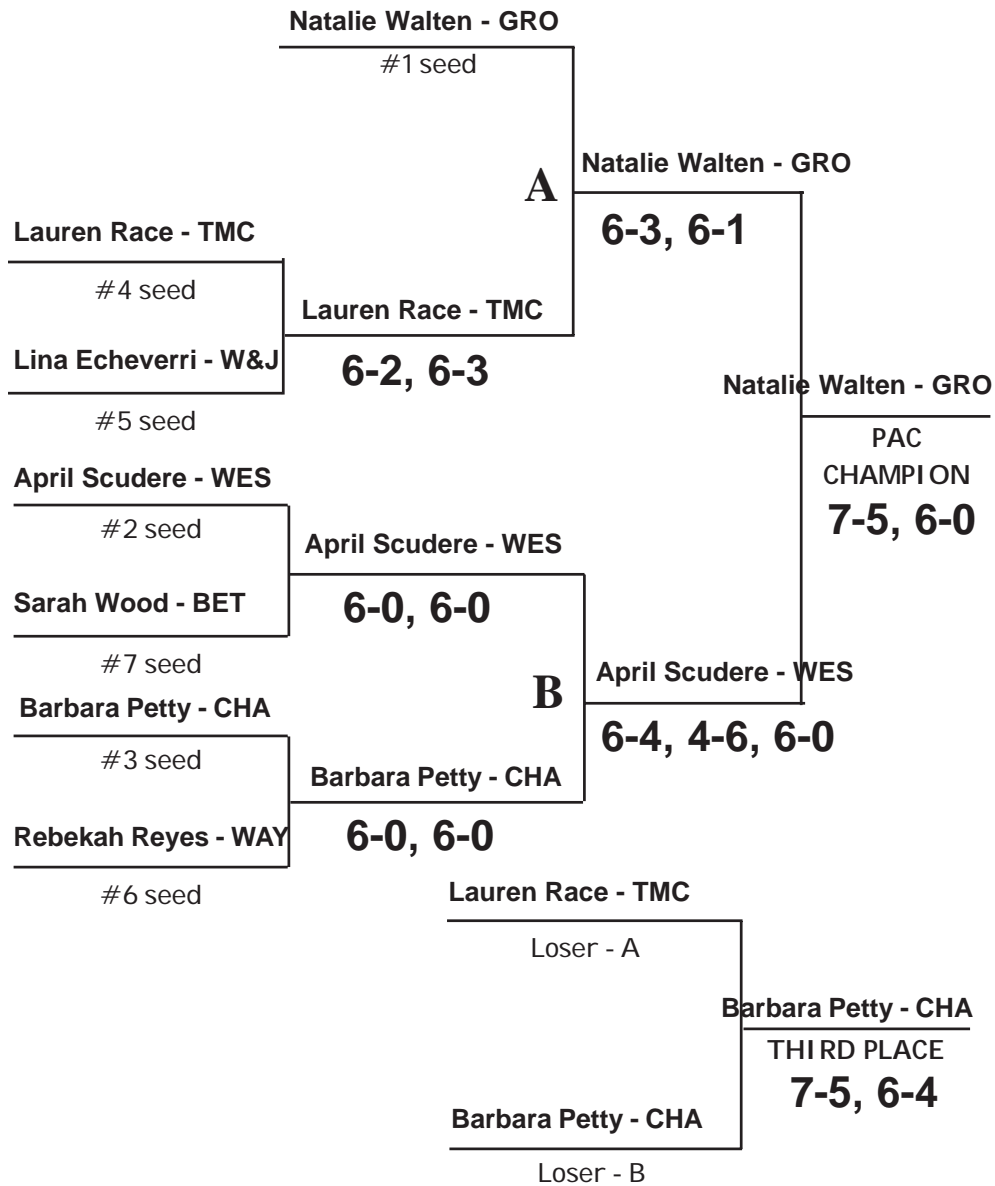 Natalie Walten - GRO
#1 seed
Natalie Walten - GRO
A
6-3, 6-1
Lauren Race - TMC
#4 seed
Lauren Race - TMC
Lina Echeverri - W&J
6-2, 6-3
#5 seed
Natalie Walten - GRO
PAC
CHAMPION
7-5, 6-0
April Scudere - WES
#2 seed
April Scudere - WES
Sarah Wood - BET
6-0, 6-0
#7 seed
B
April Scudere - WES
6-4, 4-6, 6-0
Barbara Petty - CHA
#3 seed
Barbara Petty - CHA
Rebekah Reyes - WAY
6-0, 6-0
#6 seed
Lauren Race - TMC
Loser - A
Barbara Petty - CHA
THIRD PLACE
7-5, 6-4
Barbara Petty - CHA
Loser - B